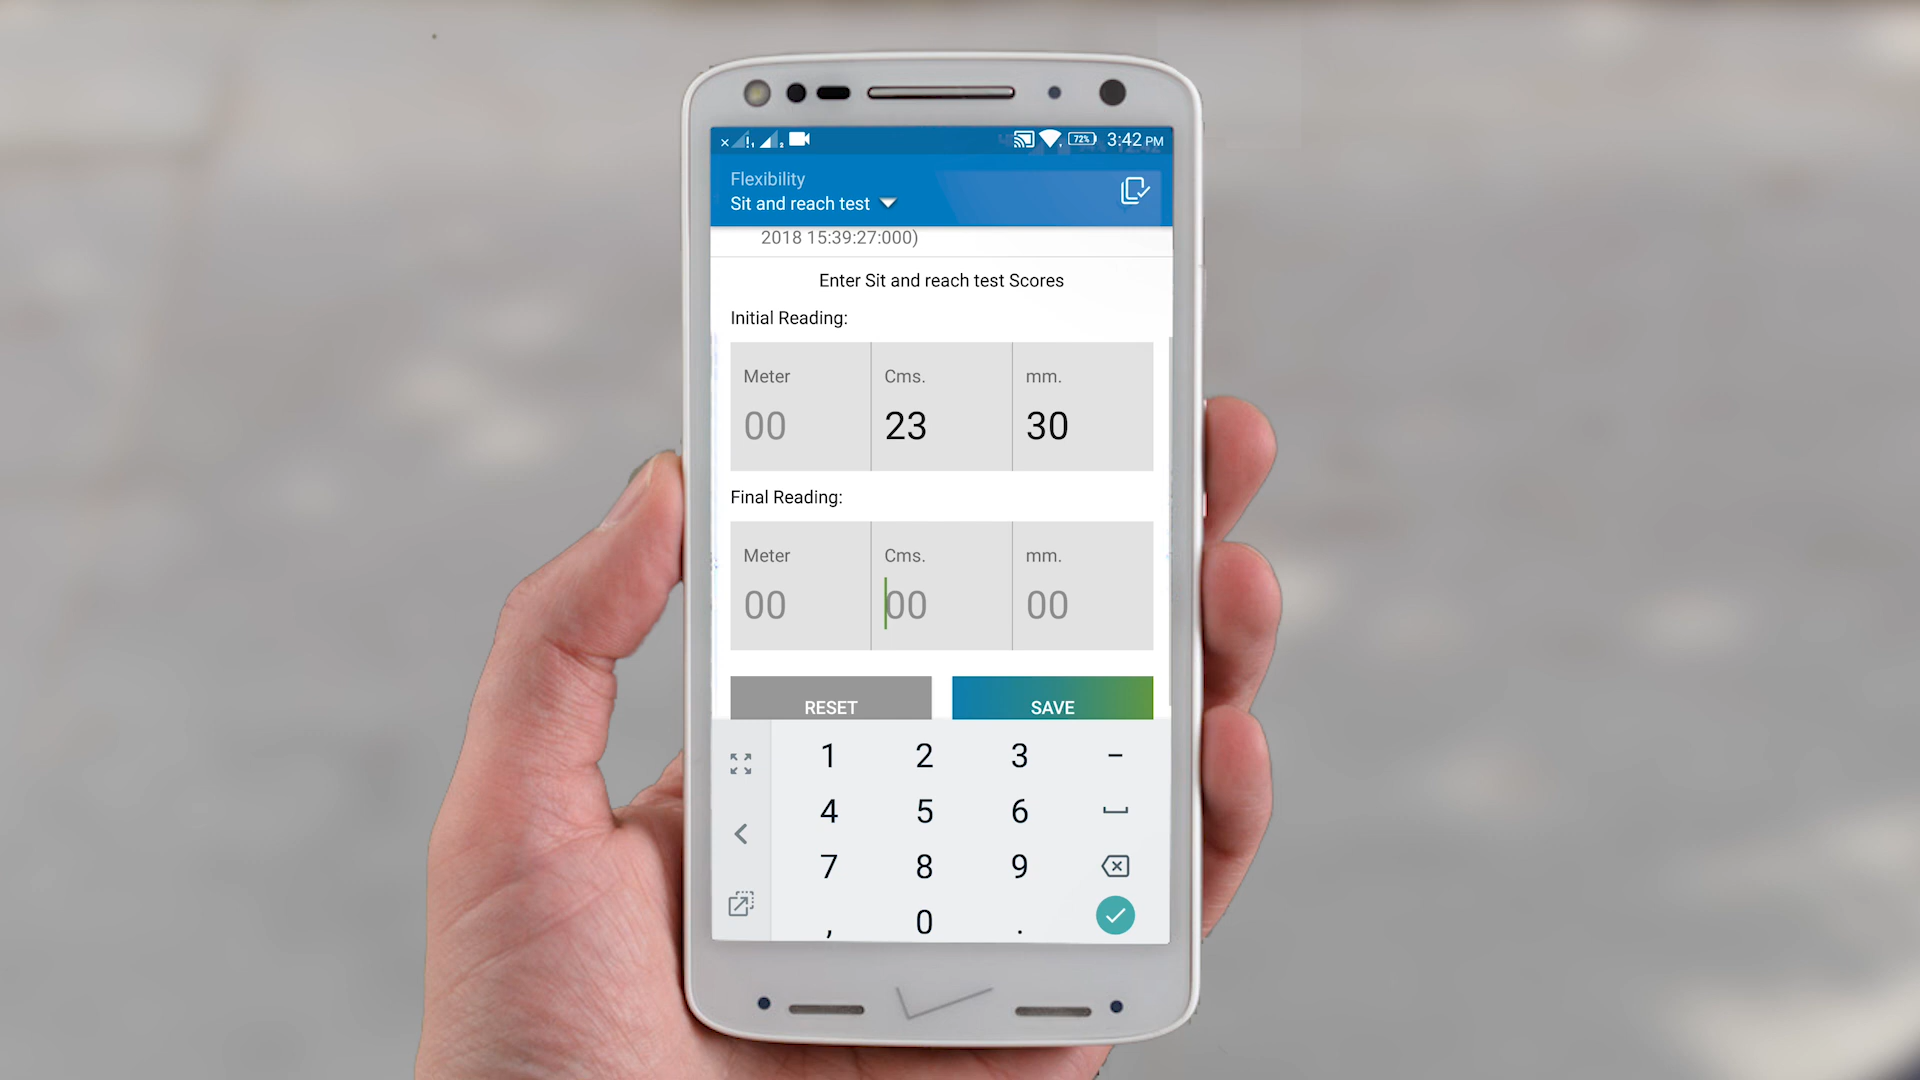 72% 3:42 PM
Flexibility
Sit and reach test
2018 15:39:27:000)
Enter Sit and reach test Scores
Initial Reading:
Meter Cms. mm.
00 23 30
Final Reading:
Meter Cms. mm.
00 00 00
RESET SAVE
1 2 3 -
4 5 6
7 8 9
, 0 .